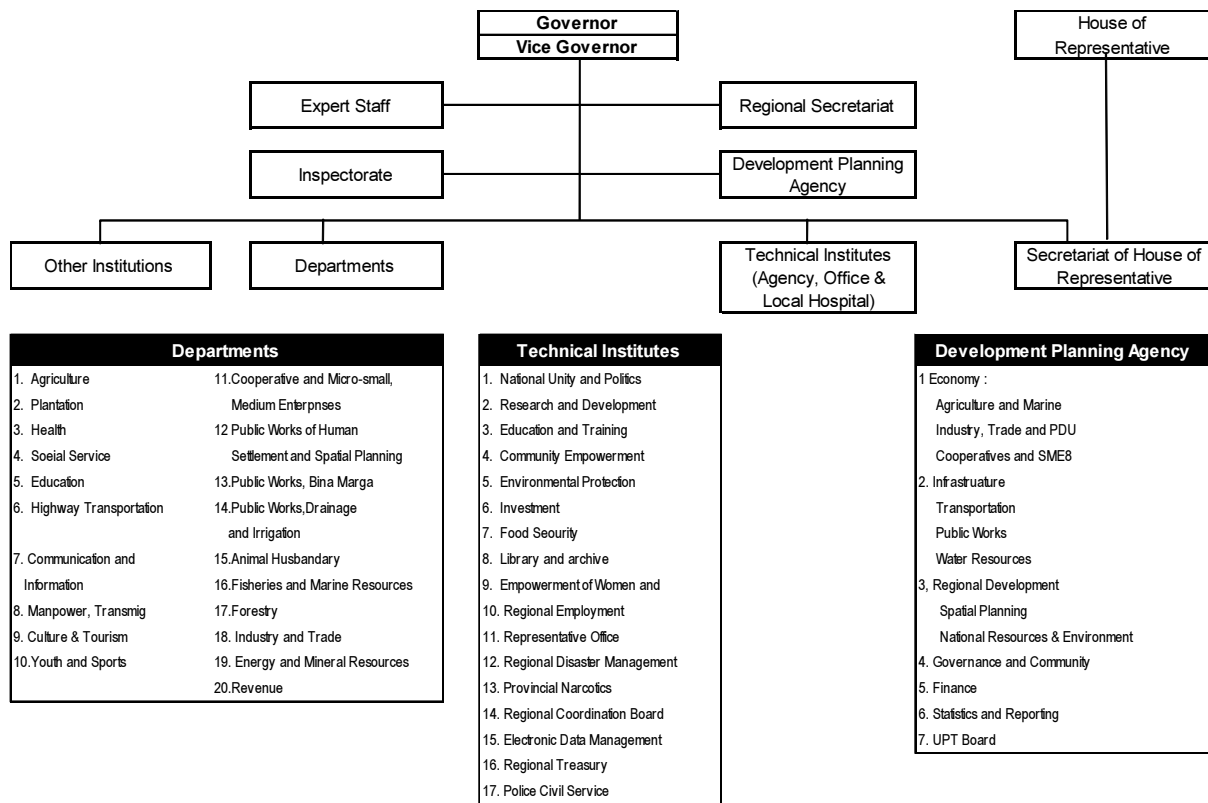 Governor
Vice Governor
House of
Representative
Expert Staff
Regional Secretariat
Inspectorate
Development Planning
Agency
Other Institutions
Departments
Technical Institutes
(Agency, Office &
Local Hospital)
Secretariat of House of
Representative
Departments
1. Agriculture
2. Plantation
3. Health
4. Soeial Service
5. Education
6. Highway Transportation
7. Communication and
Information
8. Manpower, Transmig
9. Culture & Tourism
10.Youth and Sports
11.Cooperative and Micro-small,
Medium Enterpnses
12 Public Works of Human
Settlement and Spatial Planning
13.Public Works, Bina Marga
14.Public Works,Drainage
and Irrigation
15.Animal Husbandary
16.Fisheries and Marine Resources
17.Forestry
18. Industry and Trade
19. Energy and Mineral Resources
20.Revenue
Technical Institutes
1. National Unity and Politics
2. Research and Development
3. Education and Training
4. Community Empowerment
5. Environmental Protection
6. Investment
7. Food Seourity
8. Library and archive
9. Empowerment of Women and
10. Regional Employment
11. Representative Office
12. Regional Disaster Management
13. Provincial Narcotics
14. Regional Coordination Board
15. Electronic Data Management
16. Regional Treasury
17. Police Civil Service
Development Planning Agency
1 Economy :
Agriculture and Marine
Industry, Trade and PDU
Cooperatives and SME8
2. Infrastruature
Transportation
Public Works
Water Resources
3, Regional Development
Spatial Planning
National Resources & Environment
4. Governance and Community
5. Finance
6. Statistics and Reporting
7. UPT Board